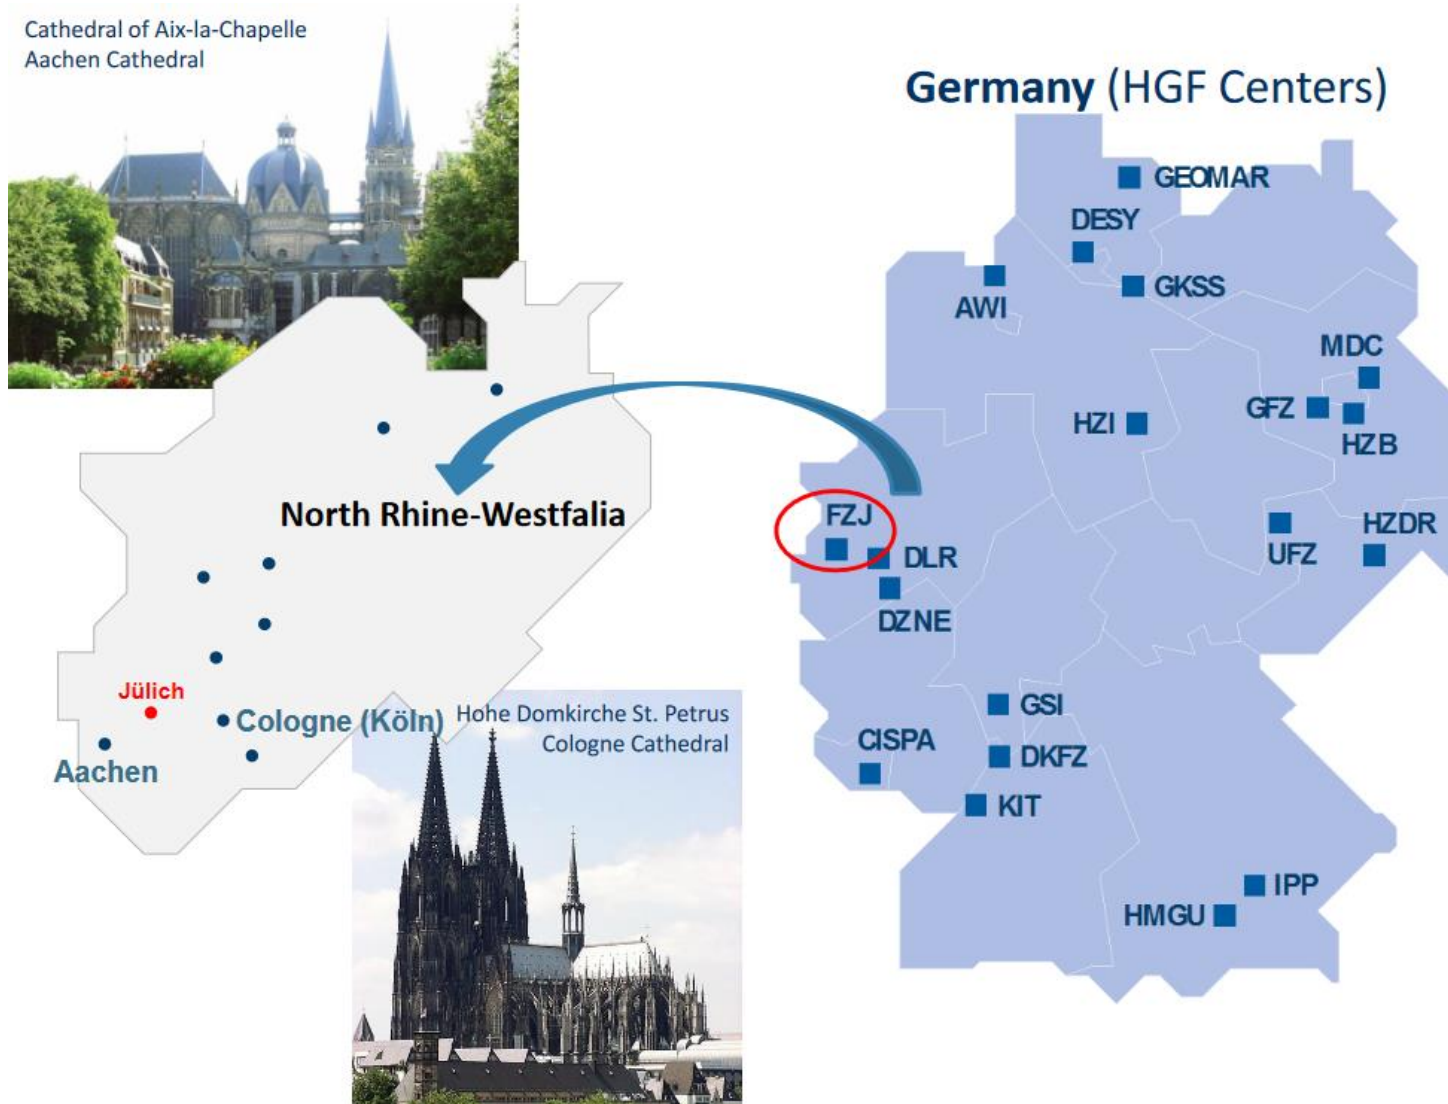 Cathedral of Aix-la-Chapelle
Aachen Cathedral
Germany (HGF Centers)
GEOMAR
DESY
AWI
GKSS
MDC
GFZ
HZB
HZI
FZJ
DLR
DZNE
UFZ
HZDR
GSI
CISPA
DKFZ
KIT
IPP
HMGU
North Rhine-Westfalia
Jülich
Cologne (Köln)
Aachen
Hohe Domkirche St. Petrus
Cologne Cathedral